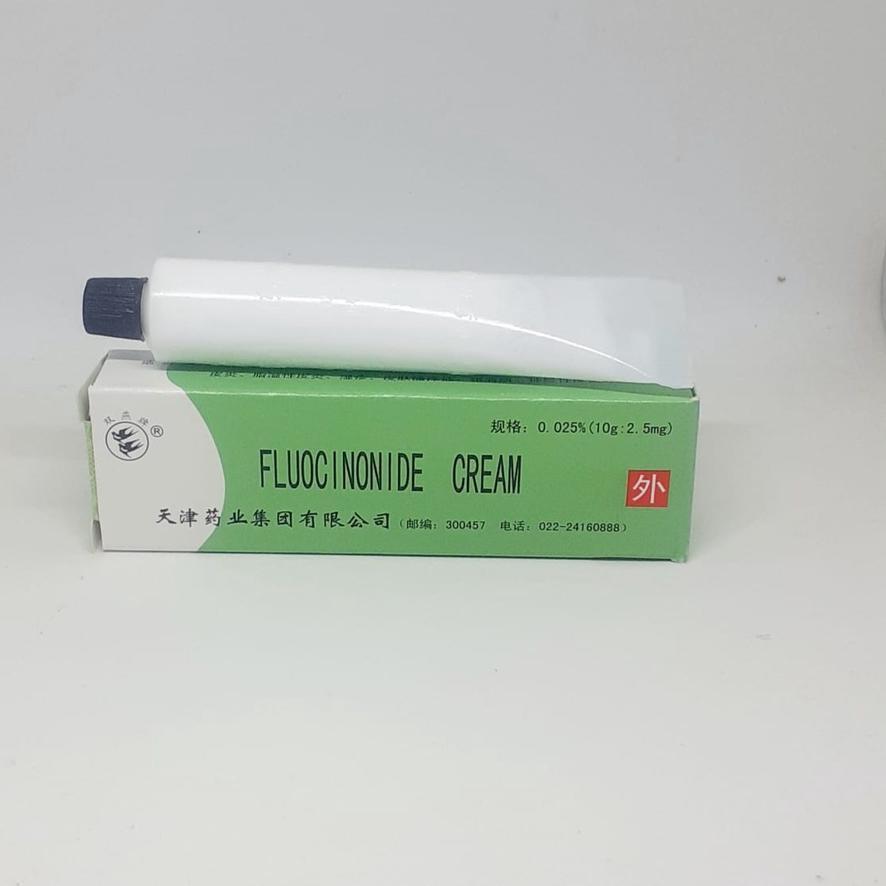 双燕牌
®
规格：0.025%(10g:2.5mg)
FLUOCINONIDE CREAM
外
天津药业集团有限公司（邮编：300457 电话：022-24160888）